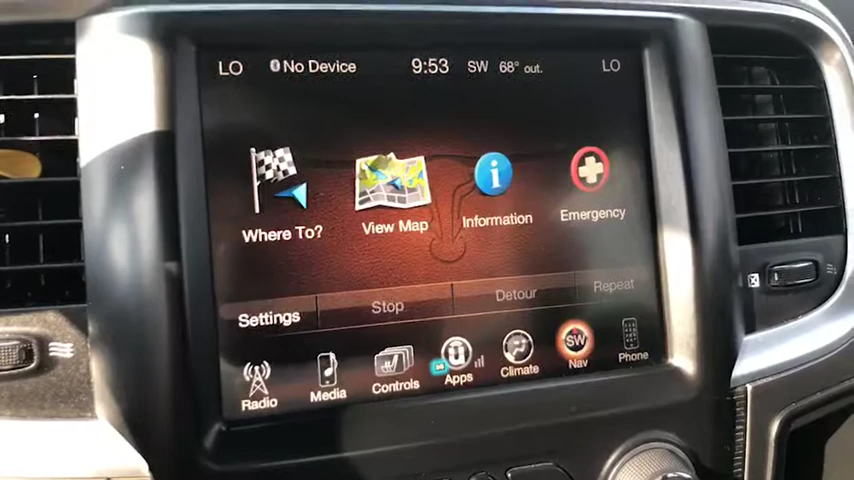 LO No Device 9:53 SW 68° out. LO
Where To? View Map Information Emergency
Settings Stop Detour Repeat
SW
Radio Media Controls Apps Climate Nav Phone